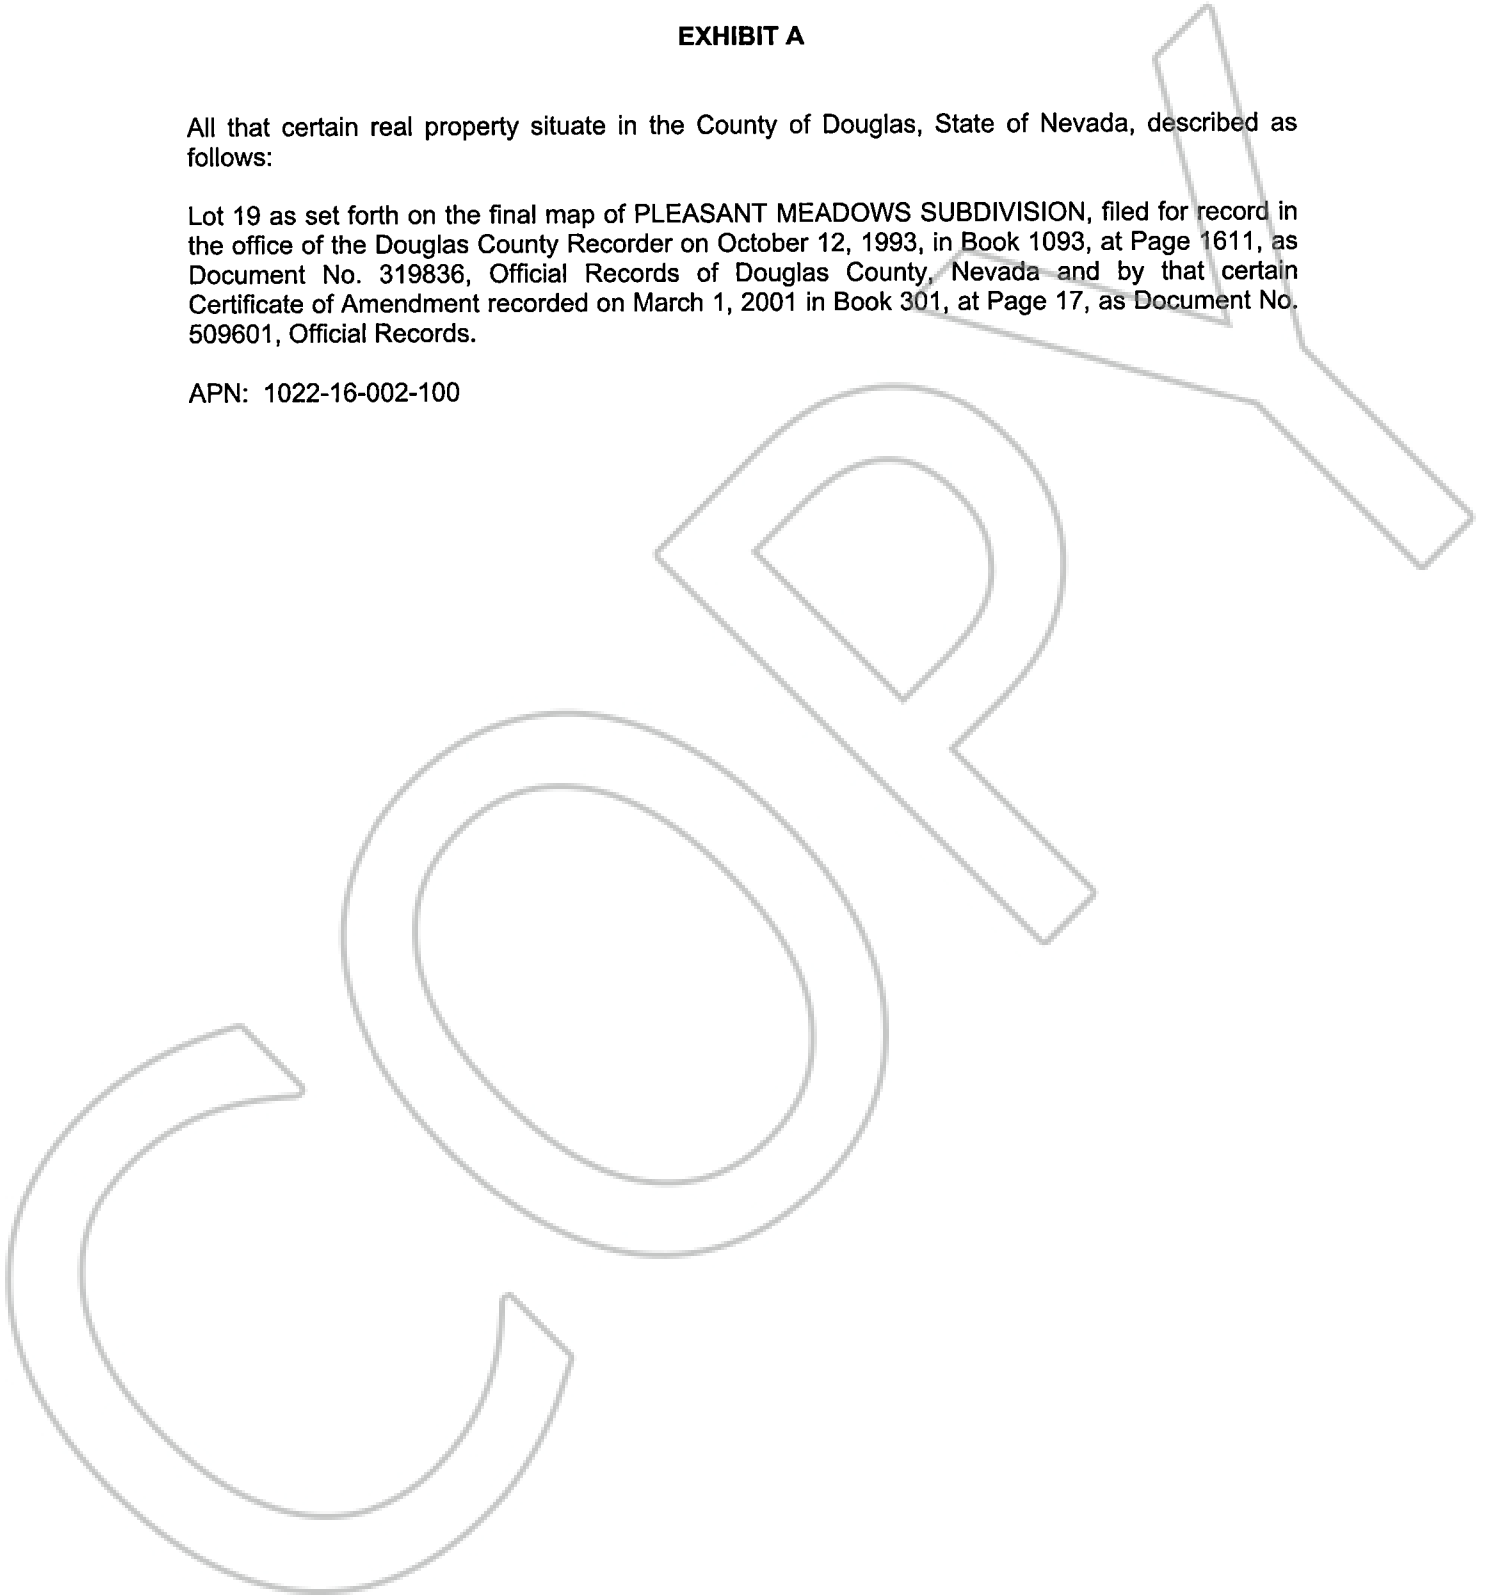 EXHIBIT A
All that certain real property situate in the County of Douglas, State of Nevada, described as
follows:
Lot 19 as set forth on the final map of PLEASANT MEADOWS SUBDIVISION, filed for record in
the office of the Douglas County Recorder on October 12, 1993, in Book 1093, at Page 1611, as
Document No. 319836, Official Records of Douglas County, Nevada and by that certain
Certificate of Amendment recorded on March 1, 2001 in Book 301, at Page 17, as Document No.
509601, Official Records.
APN: 1022-16-002-100
COPY